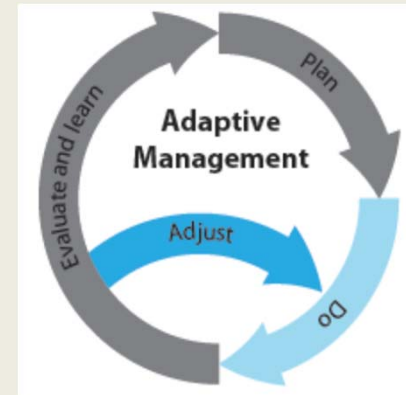 Adaptive
Management
Plan
Do
Evaluate and learn
Adjust